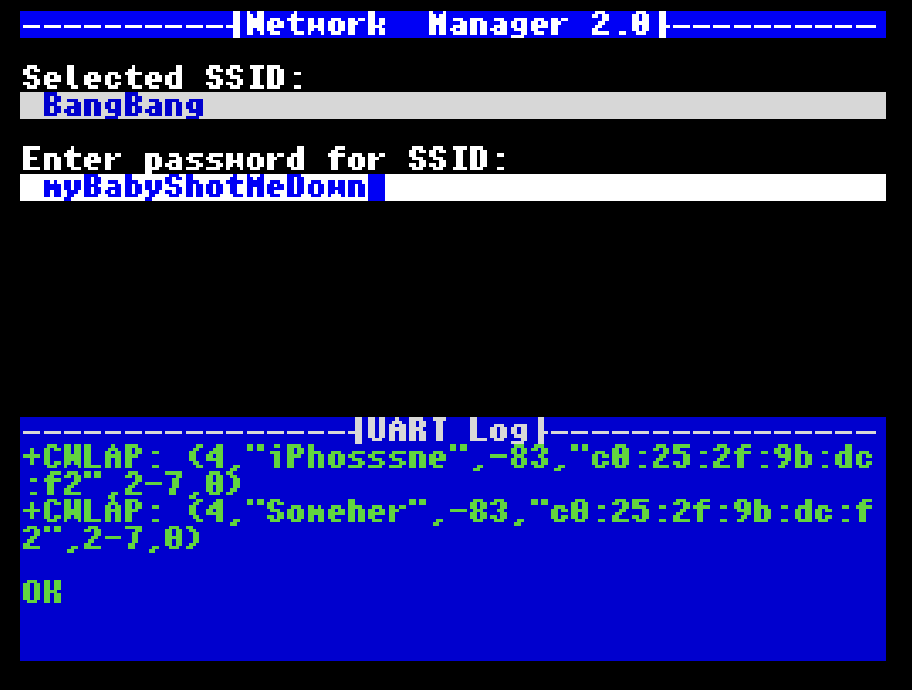 ----------┤Network  Manager 2.0├----------
Selected SSID:
BangBang
Enter password for SSID:
myBabyShotMeDown
----------------┤UART Log├----------------
+CWLAP: (4,"iPhosssne",-83,"c0:25:2f:9b:dc
:f2",2-7,0)
+CWLAP: (4,"Someher",-83,"c0:25:2f:9b:dc:f
2",2-7,0)
OK